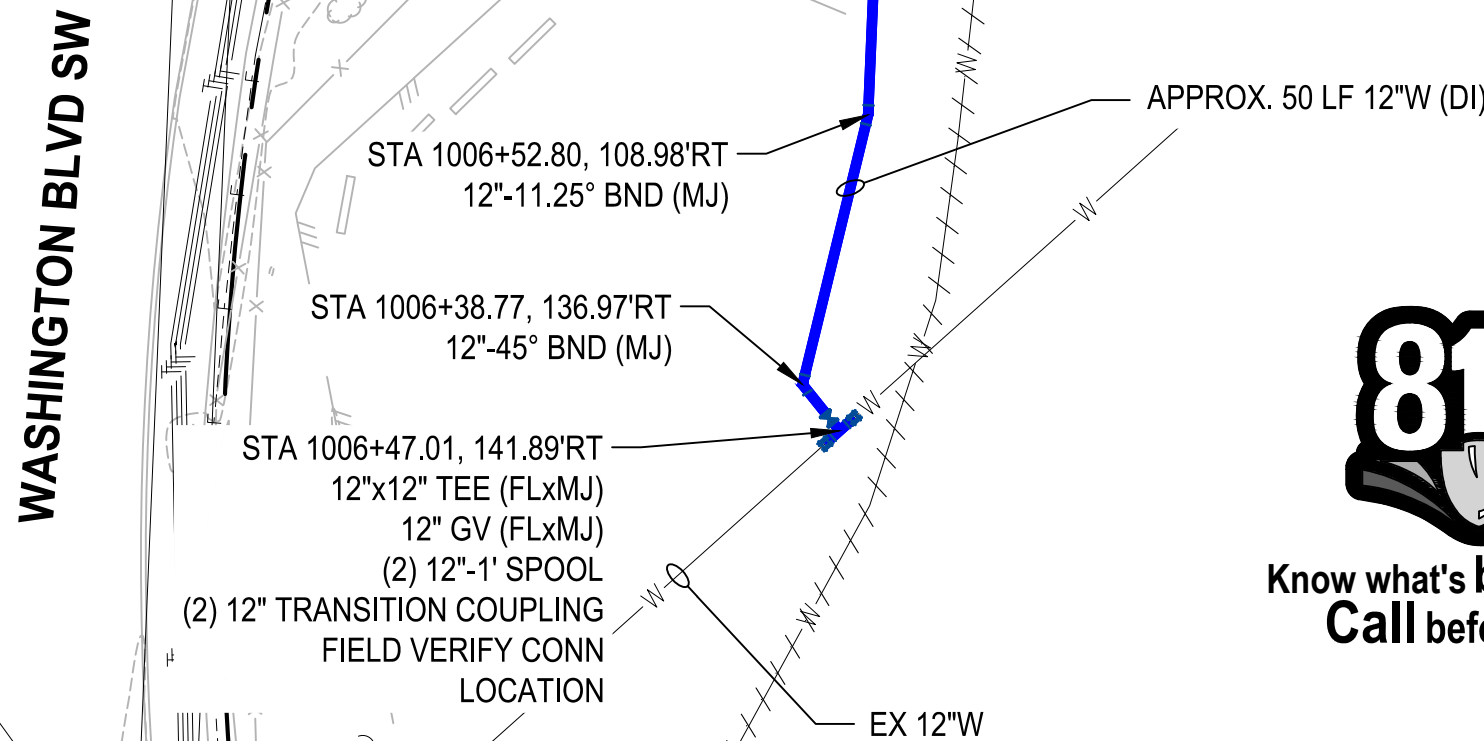 WASHINGTON BLVD SW
APPROX. 50 LF 12"W (DI)
STA 1006+52.80, 108.98'RT
12"-11.25° BND (MJ)
STA 1006+38.77, 136.97'RT
12"-45° BND (MJ)
STA 1006+47.01, 141.89'RT
12"x12" TEE (FLxMJ)
12" GV (FLxMJ)
(2) 12"-1' SPOOL
(2) 12" TRANSITION COUPLING
FIELD VERIFY CONN
LOCATION
EX 12"W
W
W
W
W
W
W
W
Know what's
Call